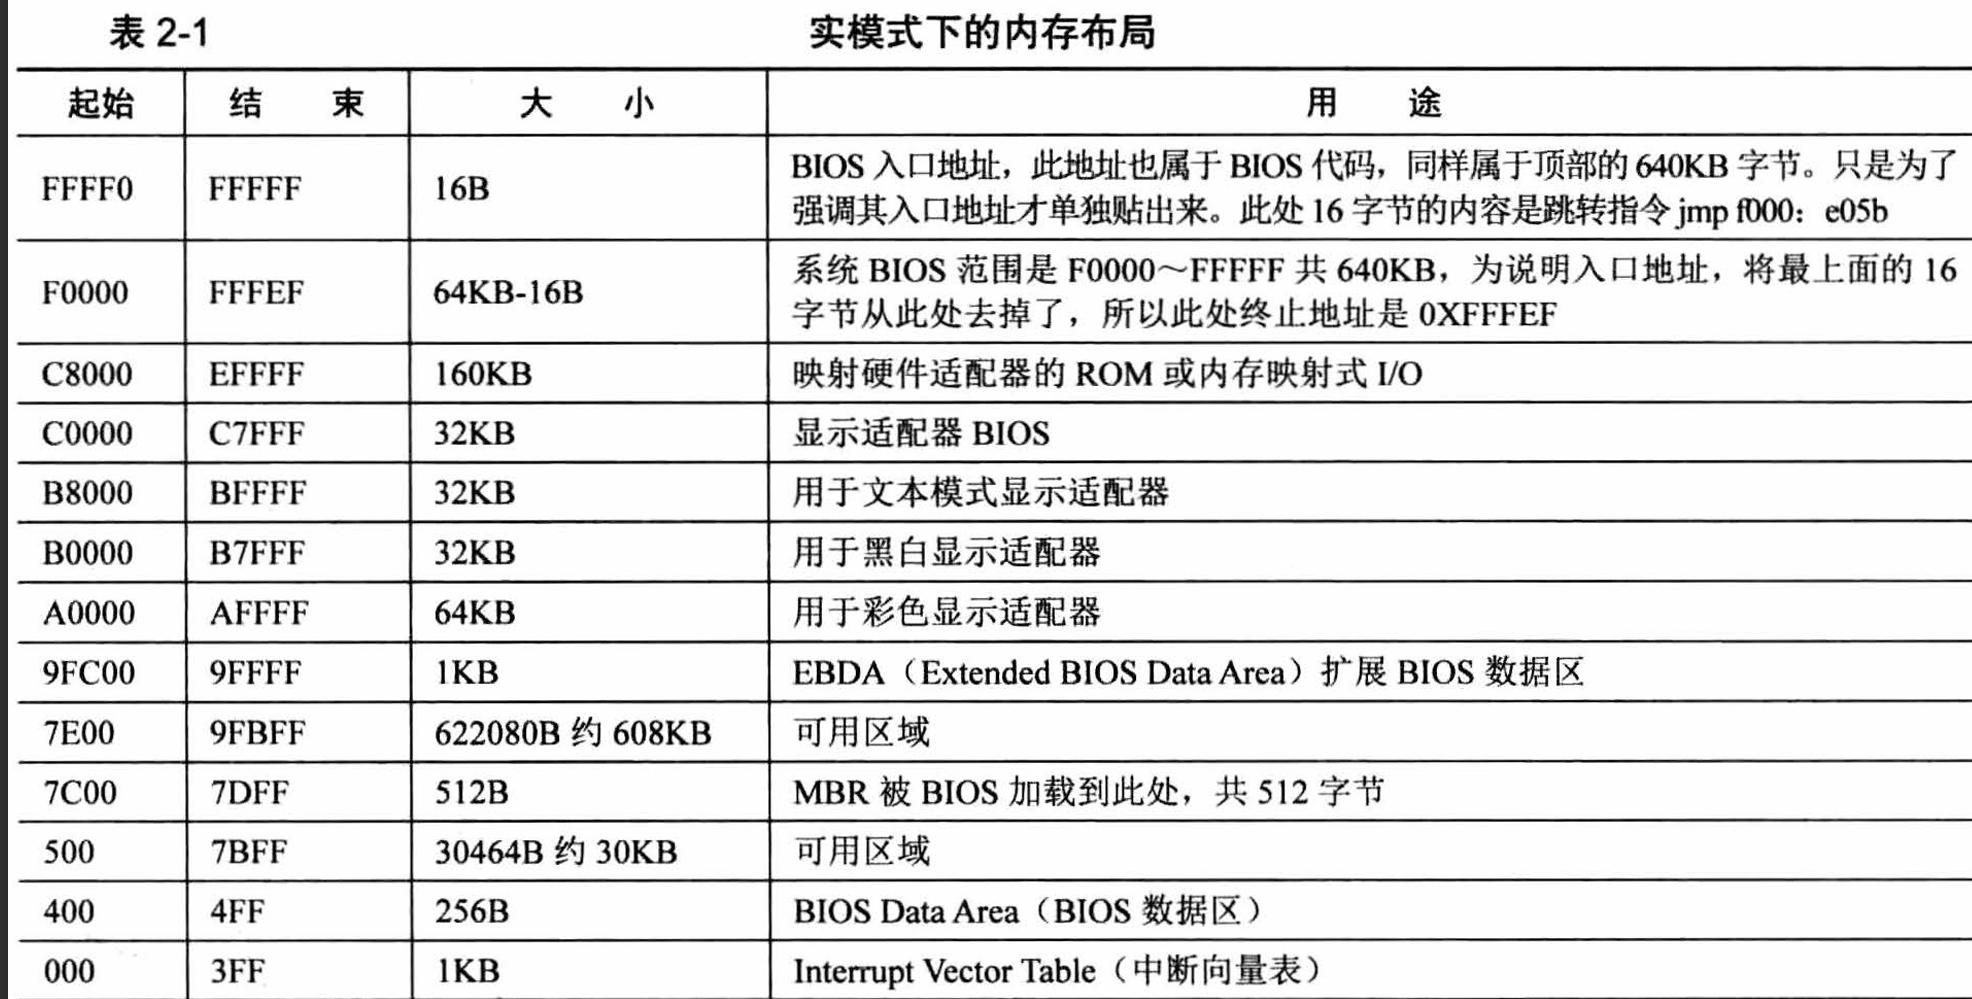 表 2-1 实模式下的内存布局
起始 结 束 大 小 用 途
FFFF0 FFFFF 16B BIOS 入口地址，此地址也属于 BIOS 代码，同样属于顶部的 640KB 字节。只是为了
强调其入口地址才单独贴出来。此处 16 字节的内容是跳转指令 jmp f000：e05b
F0000 FFFEF 64KB-16B 系统 BIOS 范围是 F0000～FFFFF 共 640KB，为说明入口地址，将最上面的 16
字节从此处去掉了，所以此处终止地址是 0XFFFEF
C8000 EFFFF 160KB 映射硬件适配器的 ROM 或内存映射式 I/O
C0000 C7FFF 32KB 显示适配器 BIOS
B8000 BFFFF 32KB 用于文本模式显示适配器
B0000 B7FFF 32KB 用于黑白显示适配器
A0000 AFFFF 64KB 用于彩色显示适配器
9FC00 9FFFF 1KB EBDA（Extended BIOS Data Area）扩展 BIOS 数据区
7E00 9FBFF 622080B 约 608KB 可用区域
7C00 7DFF 512B MBR 被 BIOS 加载到此处，共 512 字节
500 7BFF 30464B 约 30KB 可用区域
400 4FF 256B BIOS Data Area（BIOS 数据区）
000 3FF 1KB Interrupt Vector Table（中断向量表）